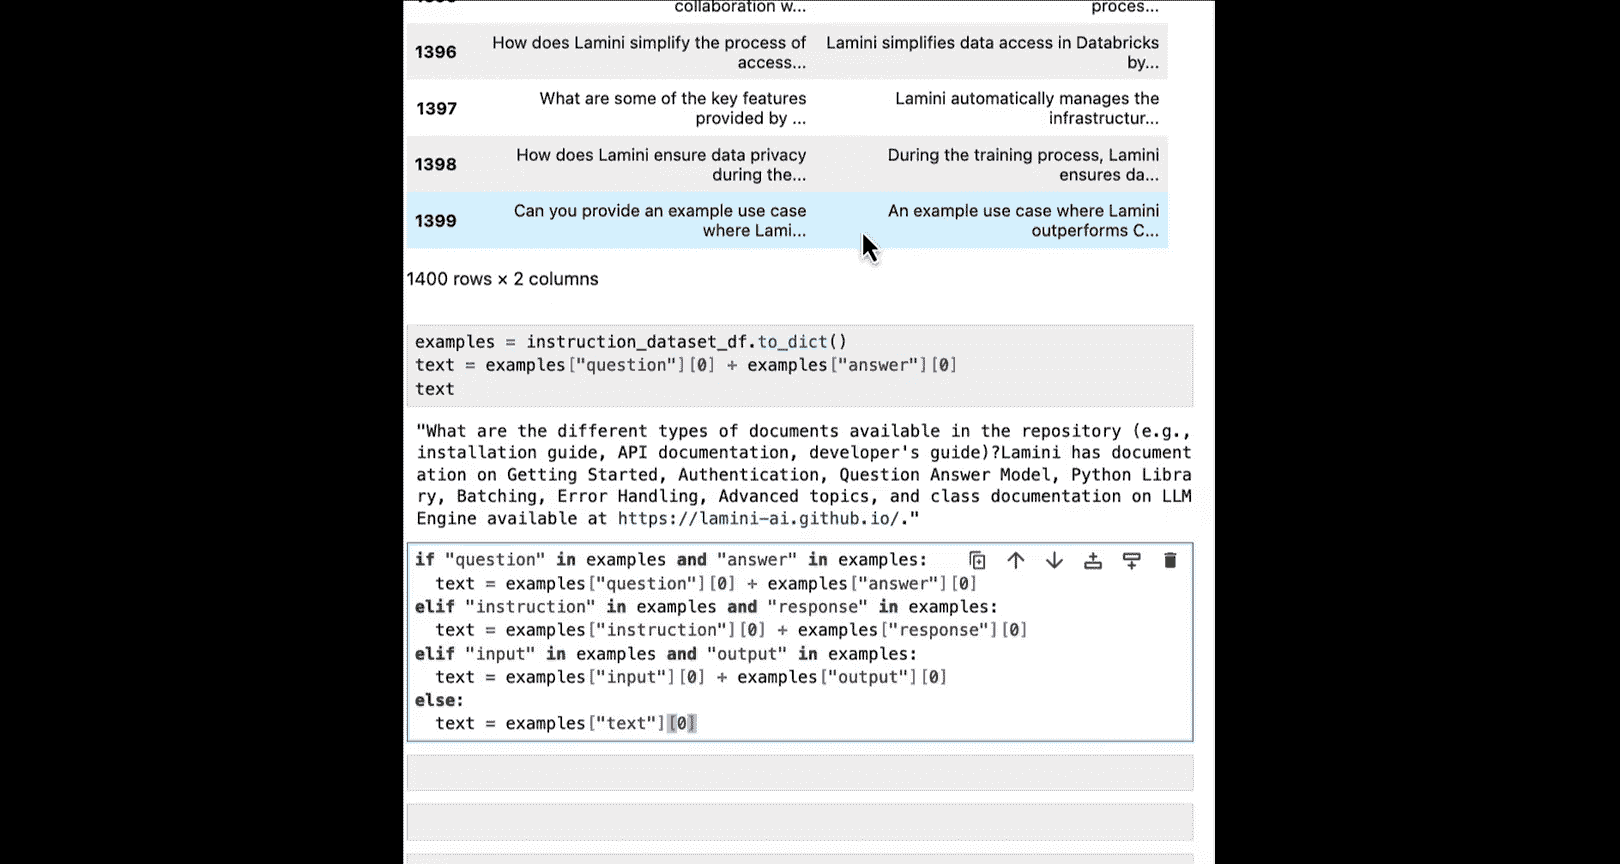 collaboration w... proces...
1396 How does Lamini simplify the process of Lamini simplifies data access in Databricks
access... by...
1397 What are some of the key features Lamini automatically manages the
provided by ... infrastructur...
1398 How does Lamini ensure data privacy During the training process, Lamini
during the... ensures da...
1399 Can you provide an example use case An example use case where Lamini
where Lami... outperforms C...
1400 rows × 2 columns
examples = instruction_dataset_df.to_dict()
text = examples["question"][0] + examples["answer"][0]
text
"What are the different types of documents available in the repository (e.g.,
installation guide, API documentation, developer's guide)?Lamini has document
ation on Getting Started, Authentication, Question Answer Model, Python Libra
ry, Batching, Error Handling, Advanced topics, and class documentation on LLM
Engine available at https://lamini-ai.github.io/."
if "question" in examples and "answer" in examples:
  text = examples["question"][0] + examples["answer"][0]
elif "instruction" in examples and "response" in examples:
  text = examples["instruction"][0] + examples["response"][0]
elif "input" in examples and "output" in examples:
  text = examples["input"][0] + examples["output"][0]
else:
  text = examples["text"][0]